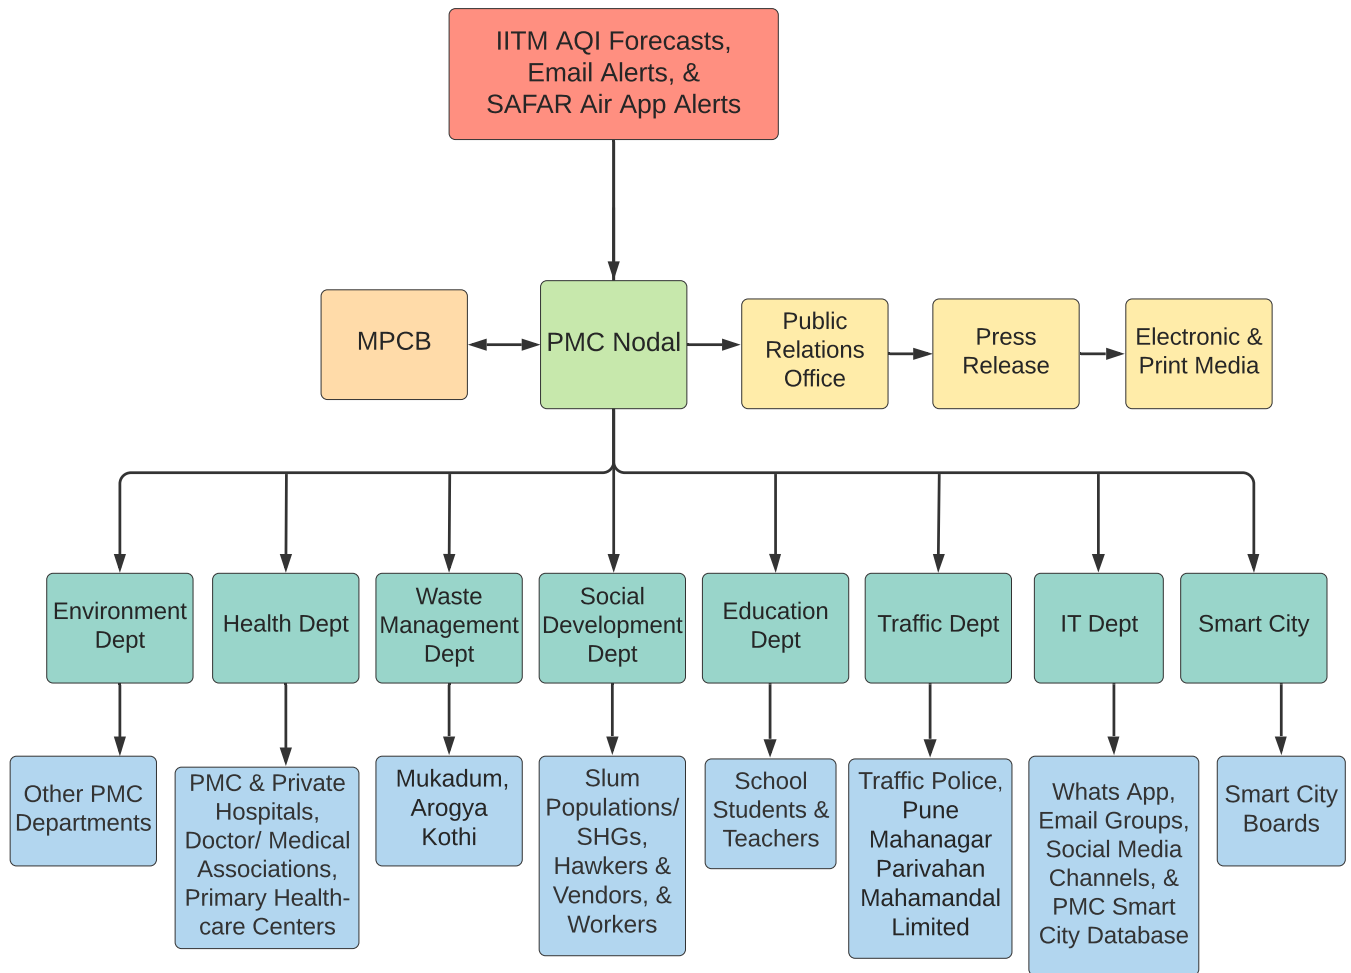 IITM AQI Forecasts,
Email Alerts, &
SAFAR Air App Alerts
MPCB
PMC Nodal
Public
Relations
Office
Press
Release
Electronic &
Print Media
Environment
Dept
Health Dept
Waste
Management
Dept
Social
Development
Dept
Education
Dept
Traffic Dept
IT Dept
Smart City
Other PMC
Departments
PMC & Private
Hospitals,
Doctor/ Medical
Associations,
Primary Health-
care Centers
Mukadum,
Arogya
Kothi
Slum
Populations/
SHGs,
Hawkers &
Vendors, &
Workers
School
Students &
Teachers
Traffic Police,
Pune
Mahanagar
Parivahan
Mahamandal
Limited
Whats App,
Email Groups,
Social Media
Channels, &
PMC Smart
City Database
Smart City
Boards